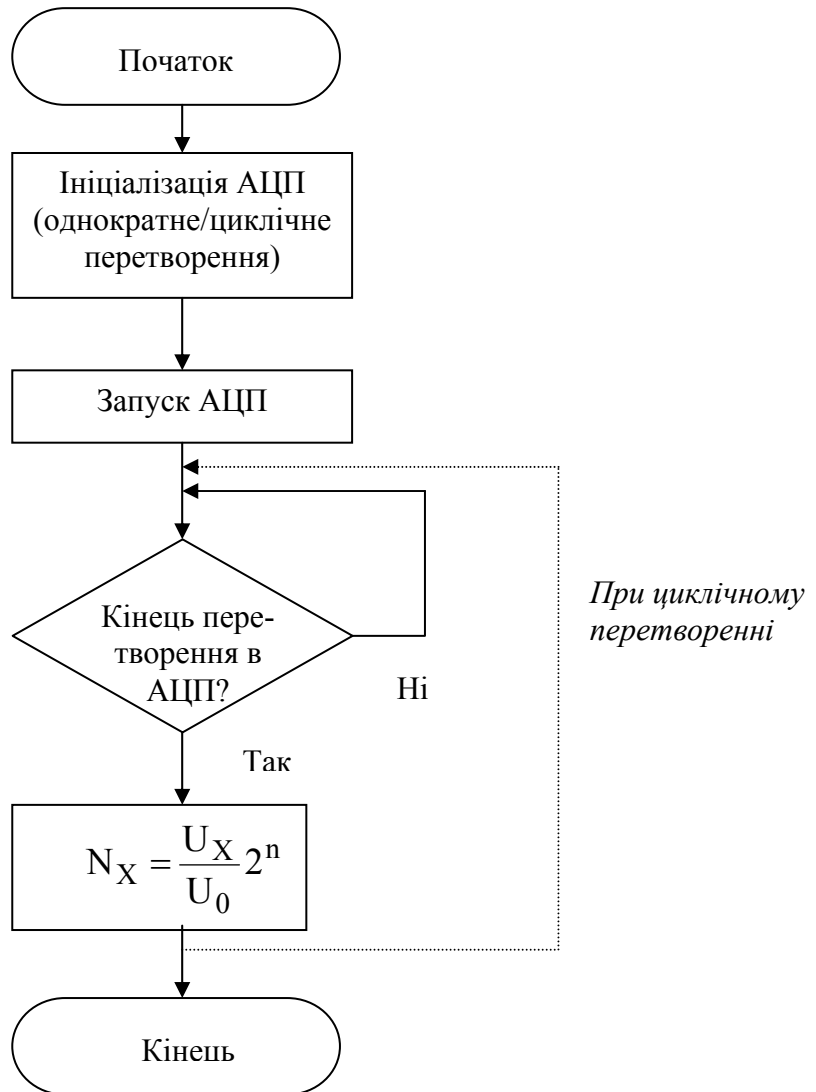 Початок
Ініціалізація АЦП
(однократне/циклічне
перетворення)
Запуск АЦП
Кінець пере-
творення в
АЦП?
Ні
При циклічному
перетворенні
Так
N_X = U_X/U_0 2^n
Кінець